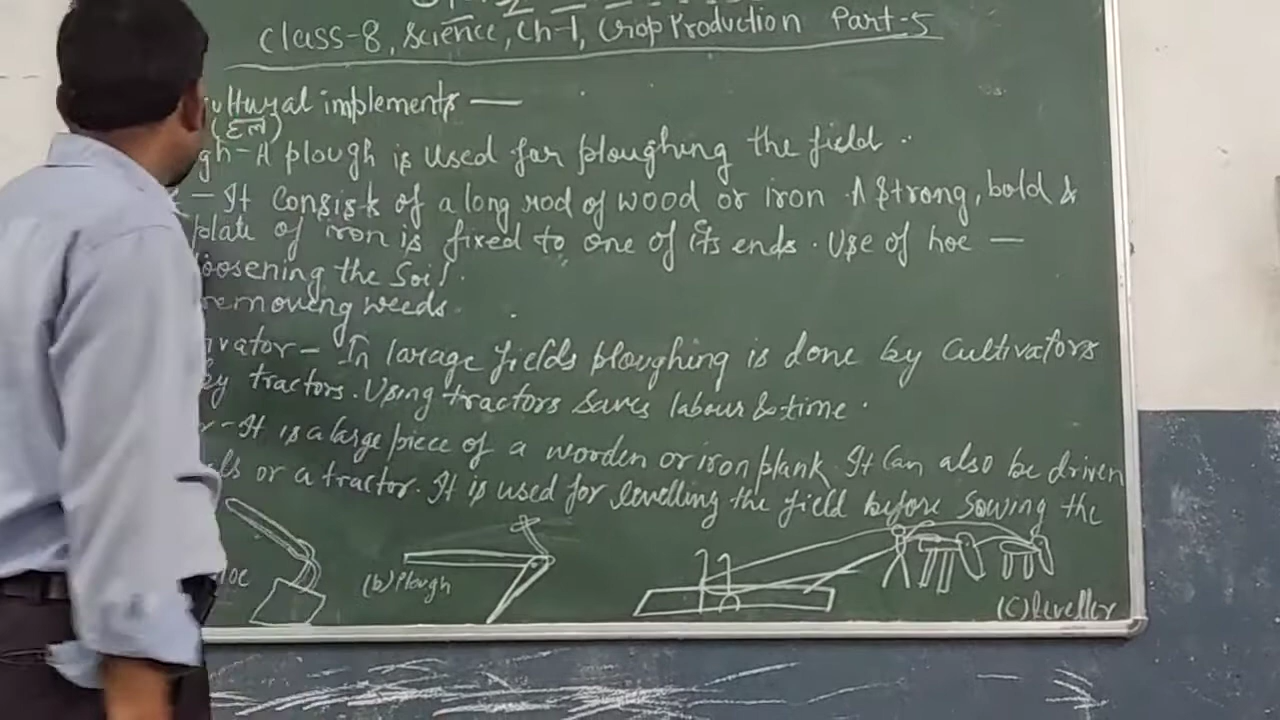 Class-8, Science, Ch-1, Crop Production Part-5
ultural implements —
(हल)
gh - A plough is used for ploughing the field.
- It consists of a long rod of wood or iron. A strong, bold &
plate of iron is fixed to one of its ends. Use of hoe —
loosening the soil.
removing weeds.
ivator - In larage fields ploughing is done by cultivators
by tractors. Using tractors saves labour & time.
r - It is a large piece of a wooden or iron plank. It can also be driven
or a tractor. It is used for levelling the field before sowing the
hoe
(b) Plough
(c) leveller